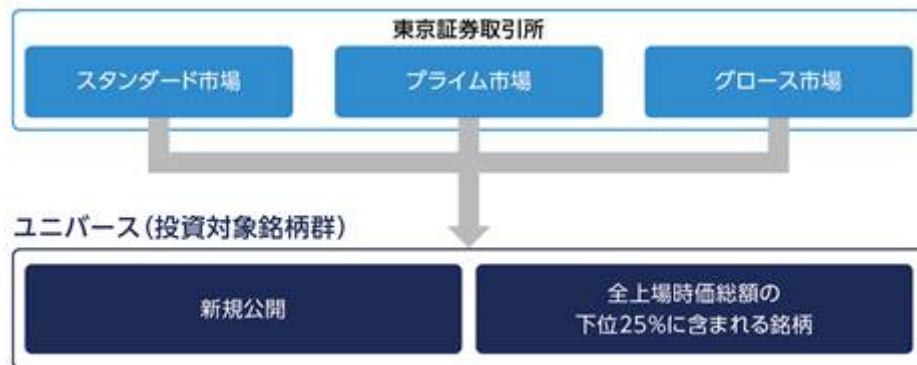 東京証券取引所
スタンダード市場
プライム市場
グロース市場
ユニバース（投資対象銘柄群）
新規公開
全上場時価総額の
下位25%に含まれる銘柄